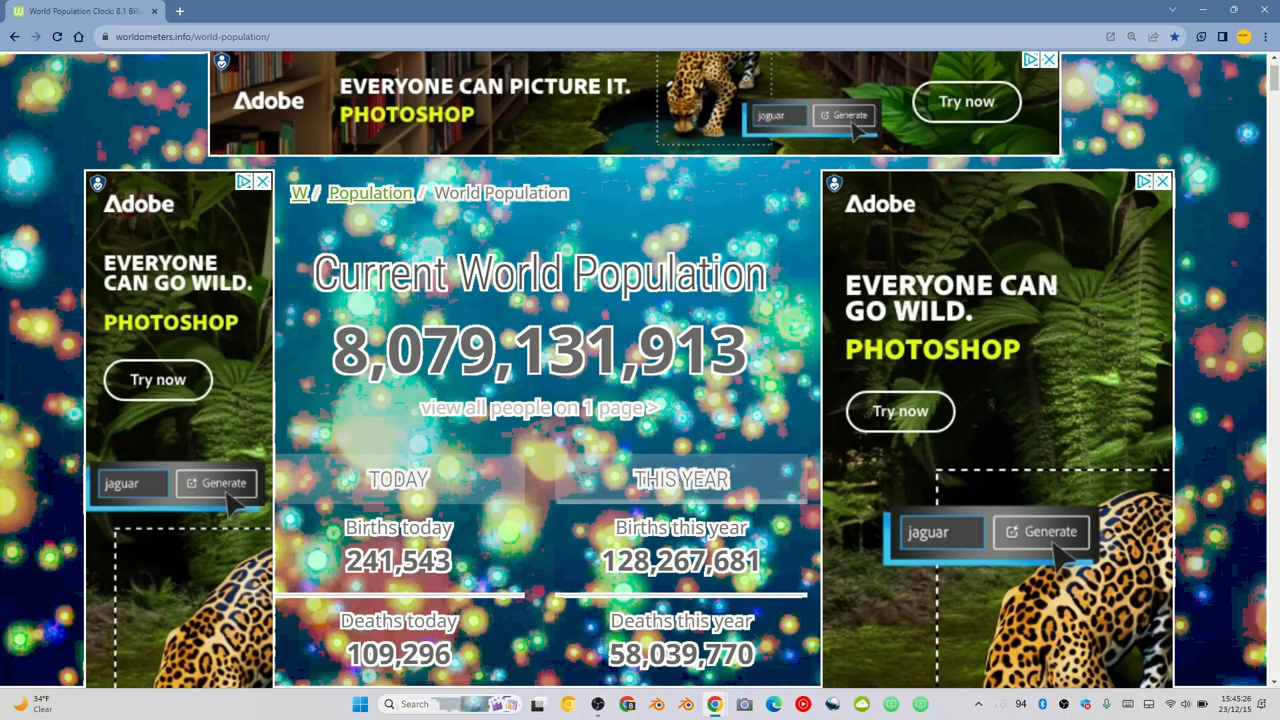 World Population Clock: 8.1 Bill
worldometers.info/world-population/
Adobe
EVERYONE CAN PICTURE IT.
PHOTOSHOP
jaguar
Generate
Try now
Adobe
EVERYONE
CAN GO WILD.
PHOTOSHOP
Try now
jaguar
Generate
W / Population / World Population
Current World Population
8,079,131,913
view all people on 1 page >
TODAY
THIS YEAR
Births today
241,543
Births this year
128,267,681
Deaths today
109,296
Deaths this year
58,039,770
Adobe
EVERYONE CAN
GO WILD.
PHOTOSHOP
Try now
jaguar
Generate
34°F
Clear
Search
94
15:45:26
23/12/15